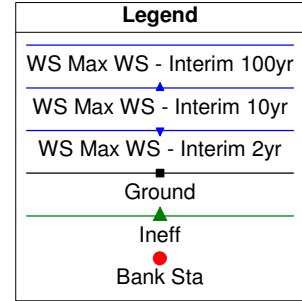 Legend
WS Max WS - Interim 100yr
WS Max WS - Interim 10yr
WS Max WS - Interim 2yr
Ground
Ineff
Bank Sta